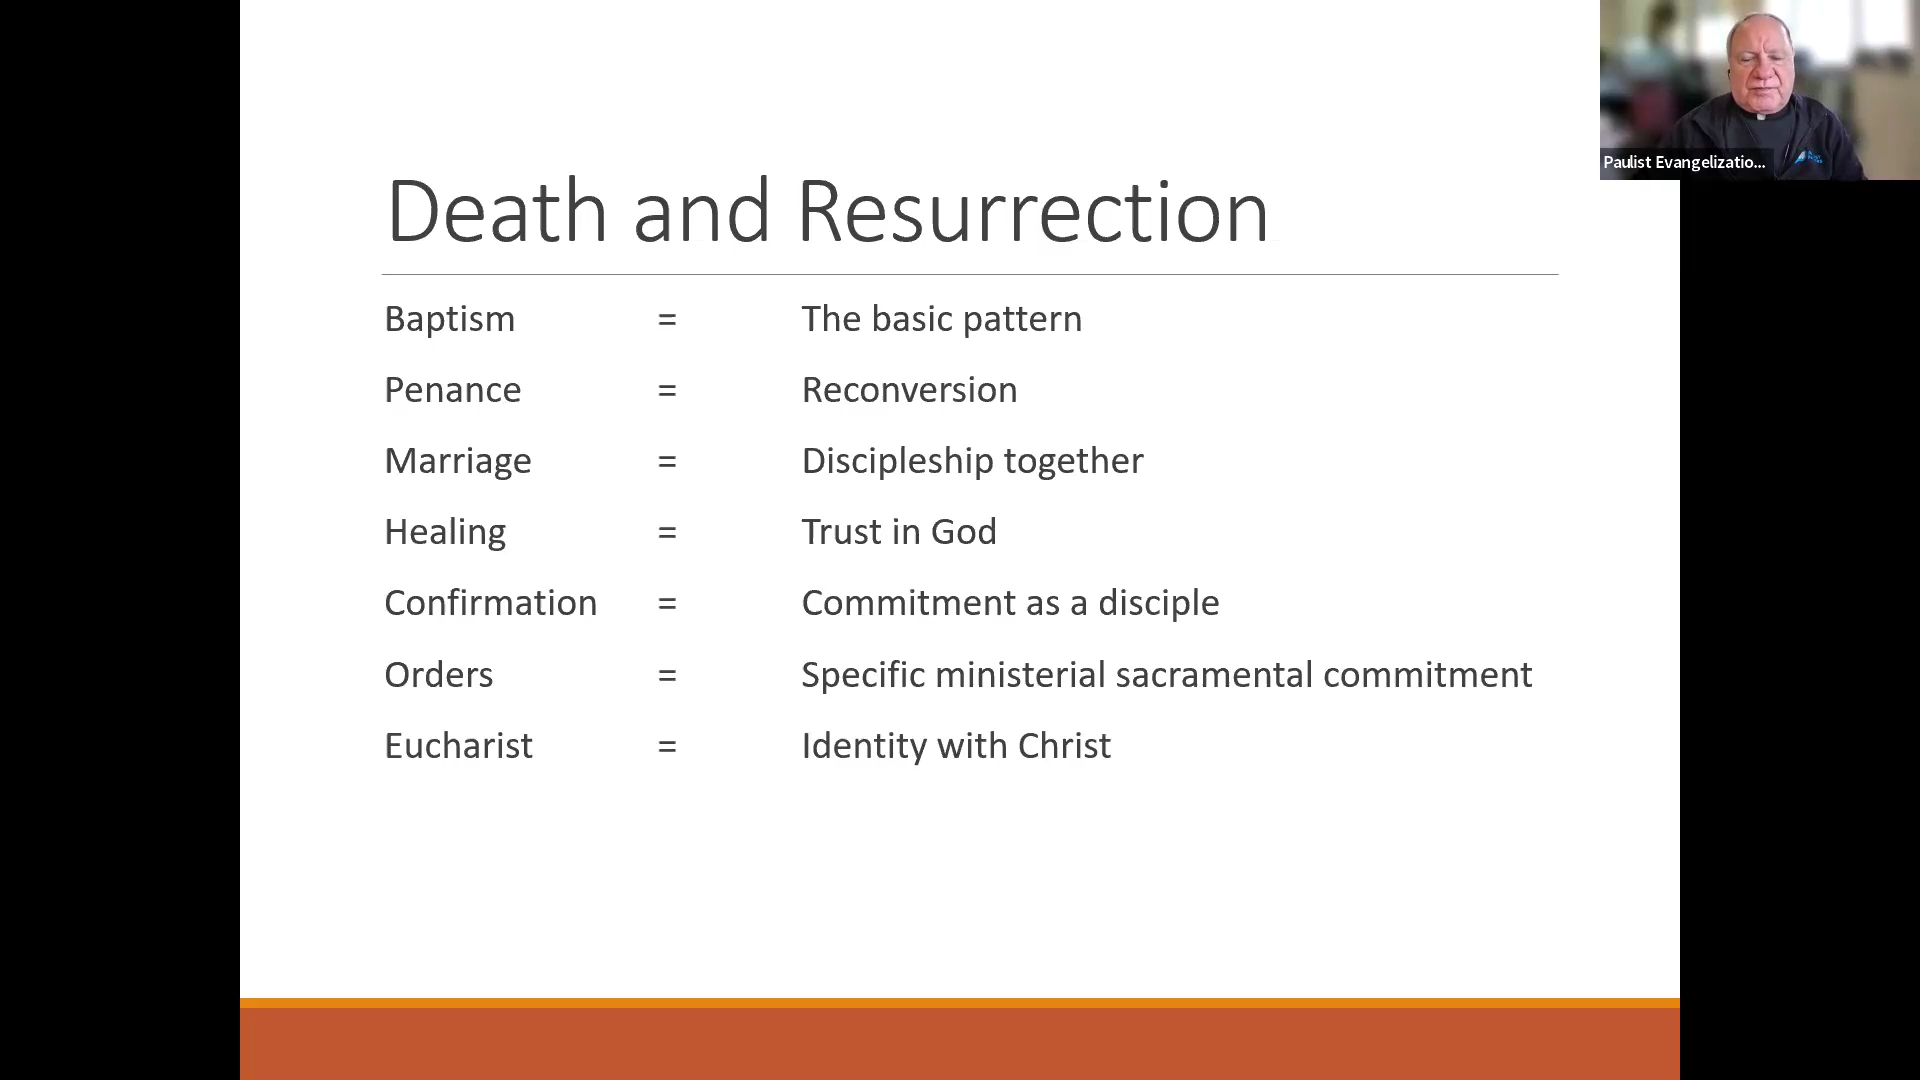 Paulist Evangelizatio...
Death and Resurrection
Baptism = The basic pattern
Penance = Reconversion
Marriage = Discipleship together
Healing = Trust in God
Confirmation = Commitment as a disciple
Orders = Specific ministerial sacramental commitment
Eucharist = Identity with Christ